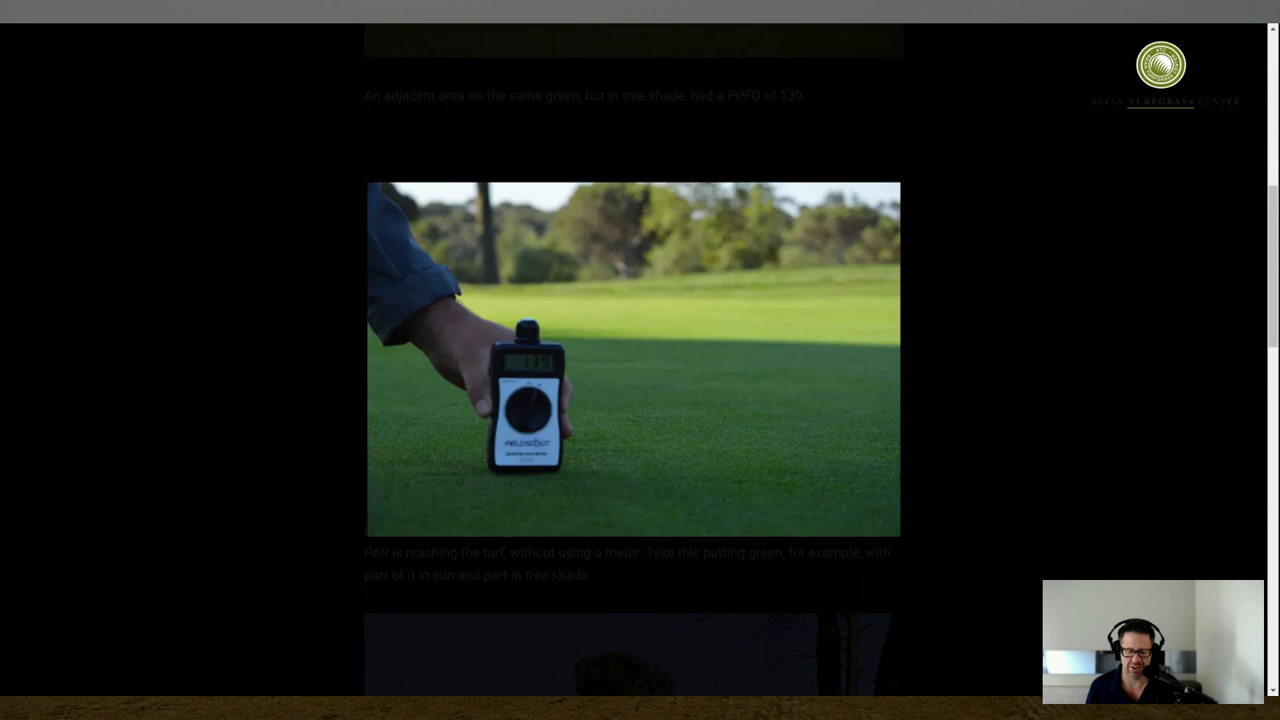 An adjacent area on the same green, but in tree shade, had a PPFD of 139.
ASIAN TURFGRASS CENTER
139
FIELDSCOUT
PAR is reaching the turf, without using a meter. Take this putting green, for example, with
part of it in sun and part in tree shade.